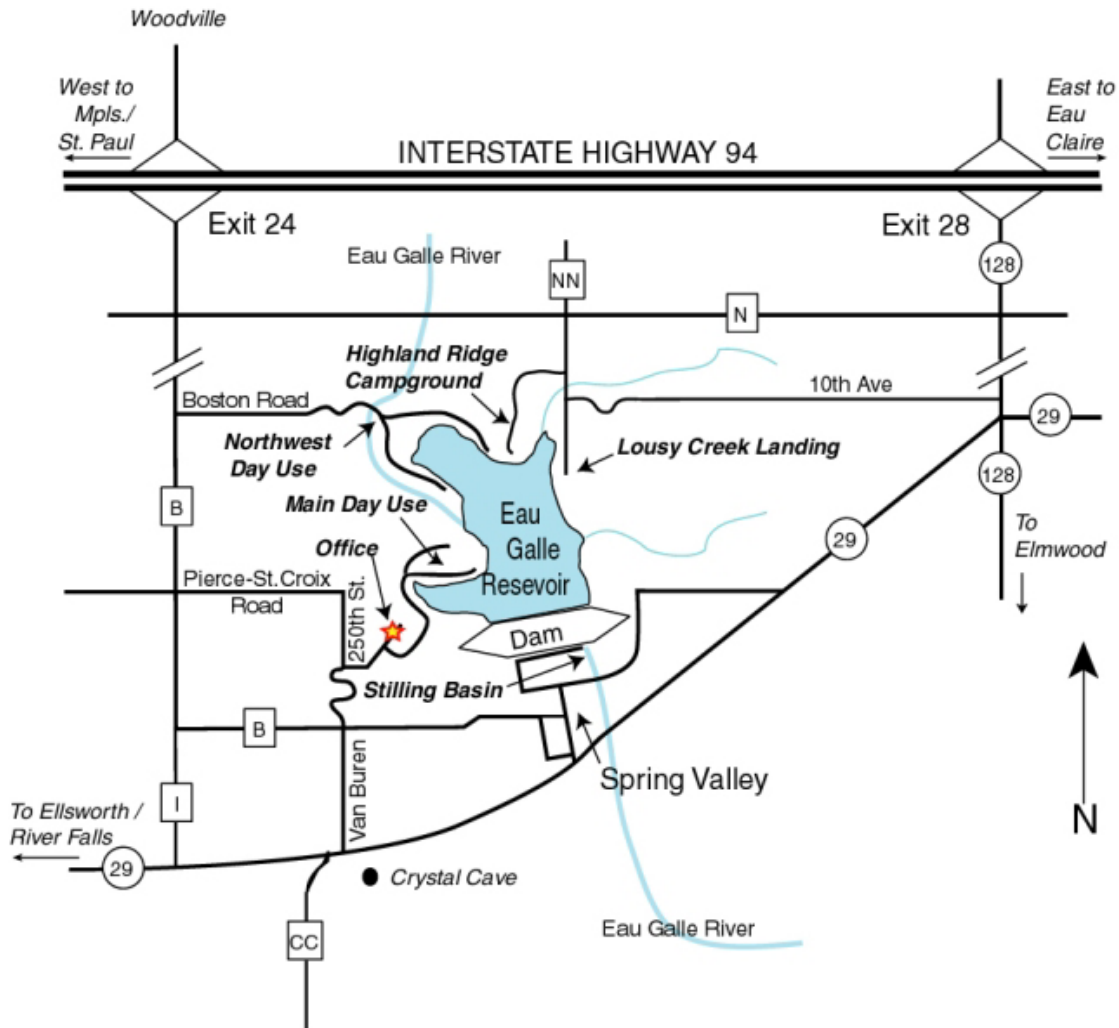 Woodville
West to
Mpls./
St. Paul
East to
Eau
Claire
INTERSTATE HIGHWAY 94
Exit 24
Exit 28
Eau Galle River
128
NN
N
Highland Ridge
Campground
10th Ave
Boston Road
29
Northwest
Day Use
Lousy Creek Landing
128
B
Main Day Use
Eau
Galle
Resevoir
29
To
Elmwood
Office
Pierce-St.Croix
Road
250th St.
Dam
Stilling Basin
B
Spring Valley
I
Van Buren
N
To Ellsworth /
River Falls
29
Crystal Cave
CC
Eau Galle River